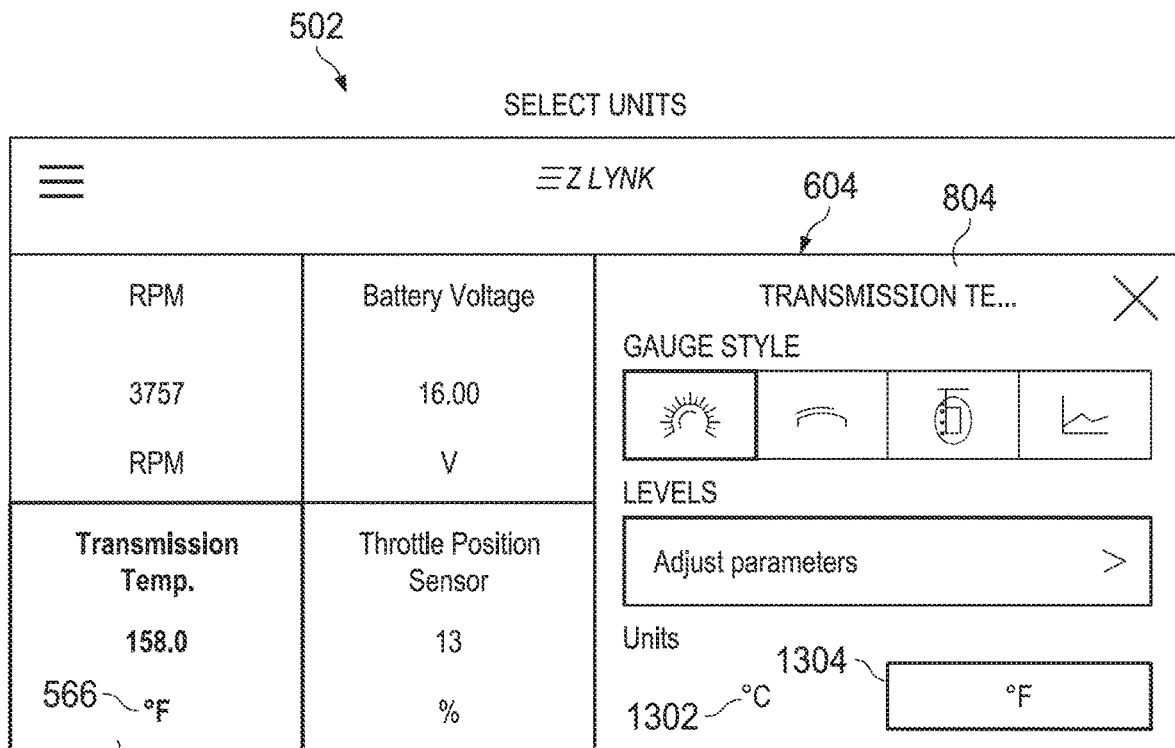 502
SELECT UNITS
EZ LYNK
604
804
RPM
3757
RPM
Battery Voltage
16.00
V
TRANSMISSION TE...
GAUGE STYLE
LEVELS
Adjust parameters >
Transmission
Temp.
158.0
566
°F
Throttle Position
Sensor
13
%
Units
1302
°C
1304
°F